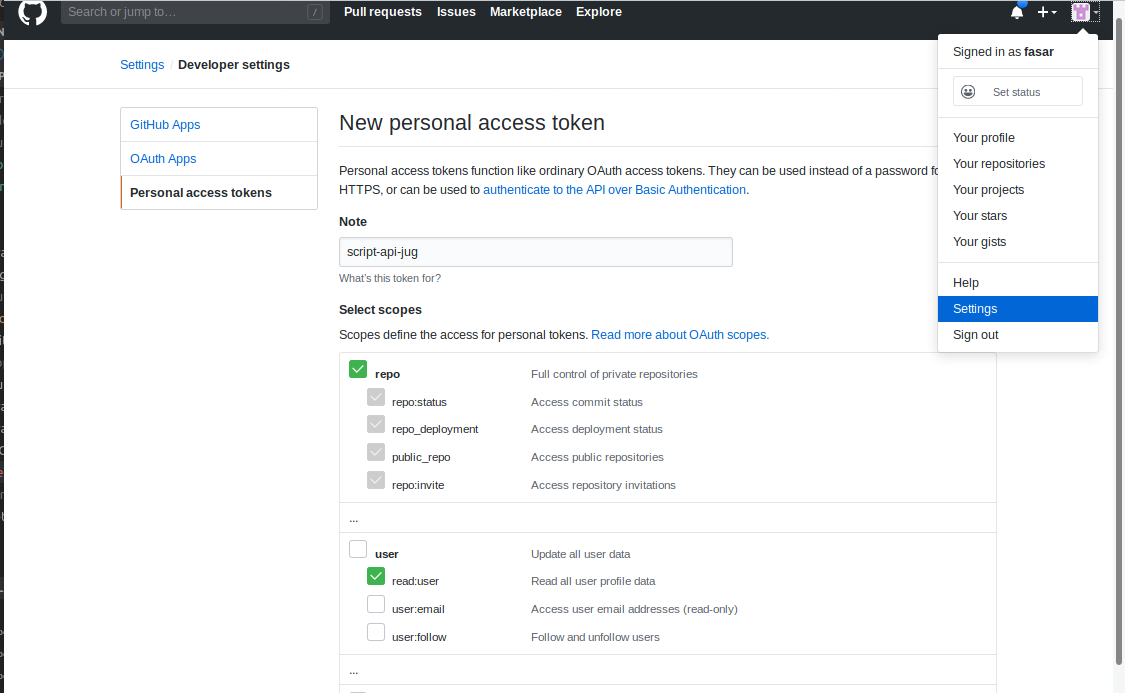 Search or jump to…
/
Pull requests
Issues
Marketplace
Explore
Signed in as fasar
Set status
Your profile
Your repositories
Your projects
Your stars
Your gists
Help
Settings
Sign out
Settings / Developer settings
GitHub Apps
OAuth Apps
Personal access tokens
New personal access token
Personal access tokens function like ordinary OAuth access tokens. They can be used instead of a password
HTTPS, or can be used to authenticate to the API over Basic Authentication.
Note
script-api-jug
What's this token for?
Select scopes
Scopes define the access for personal tokens. Read more about OAuth scopes.
repo Full control of private repositories
repo:status Access commit status
repo_deployment Access deployment status
public_repo Access public repositories
repo:invite Access repository invitations
...
user Update all user data
read:user Read all user profile data
user:email Access user email addresses (read-only)
user:follow Follow and unfollow users
...